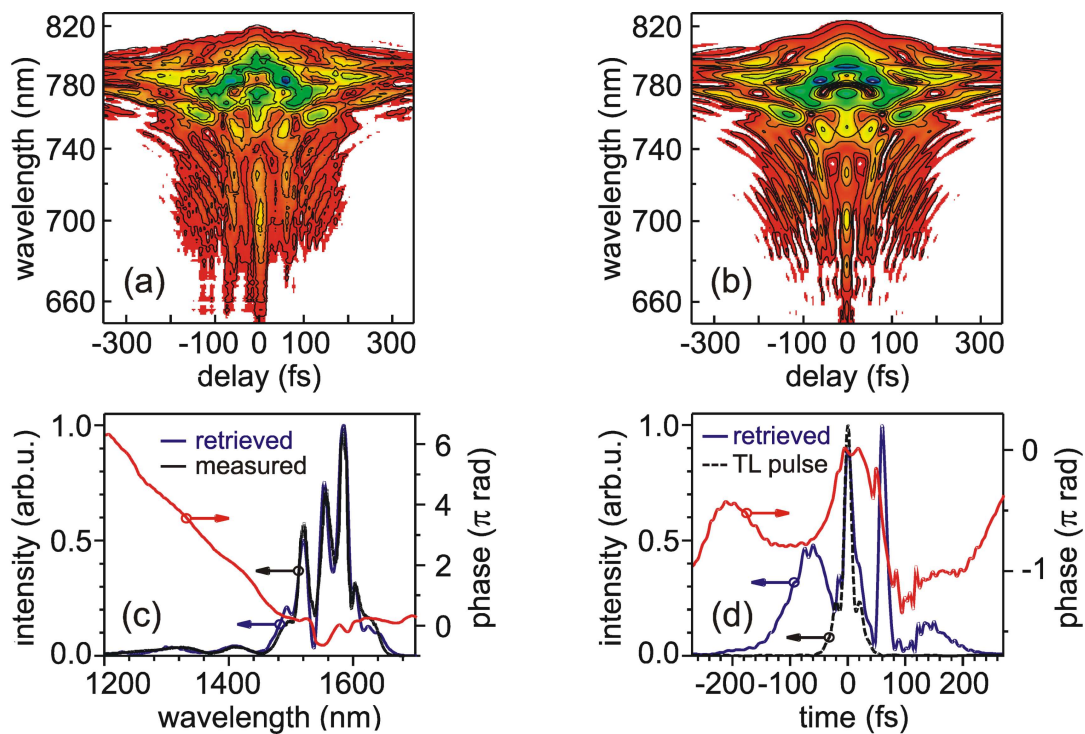 820
780
740
700
660
wavelength (nm)
(a)
-300
-100
0
100
300
delay (fs)
820
780
740
700
660
wavelength (nm)
(b)
-300
-100
0
100
300
delay (fs)
1.0
0.5
0.0
intensity (arb.u.)
retrieved
measured
(c)
6
4
2
0
phase (π rad)
1200
1400
1600
wavelength (nm)
1.0
0.5
0.0
intensity (arb.u.)
retrieved
TL pulse
(d)
0
-1
phase (π rad)
-200
-100
0
100
200
time (fs)